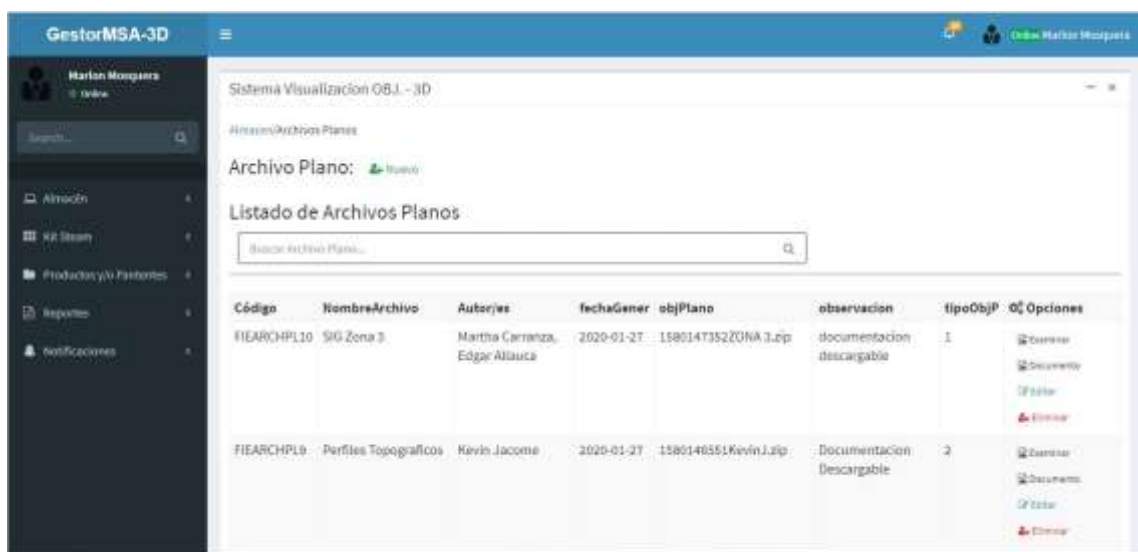 GestorMSA-3D
Online Marlon Mosquera
Marlon Mosquera
Online
Search...
Almacén
Kit Steam
Productos y/o
Reportes
Notificaciones
Sistema Visualizacion OBJ. - 3D
Almacen/Archivos Planos
Archivo Plano: Nuevo
Listado de Archivos Planos
Buscar Archivo Plano...
Código NombreArchivo Autor/es fechaGener objPlano observacion tipoObjP Opciones
FIEARCHPL10 SIG Zona 3 Martha Carranza, 2020-01-27 1580147352ZONA 3.zip documentacion 1 Examinar
Edgar Allauca descargable Documento
Editar
Eliminar
FIEARCHPL9 Perfiles Topograficos Kevin Jacome 2020-01-27 Documentacion 2 Examinar
Descargable Documento
Editar
Eliminar